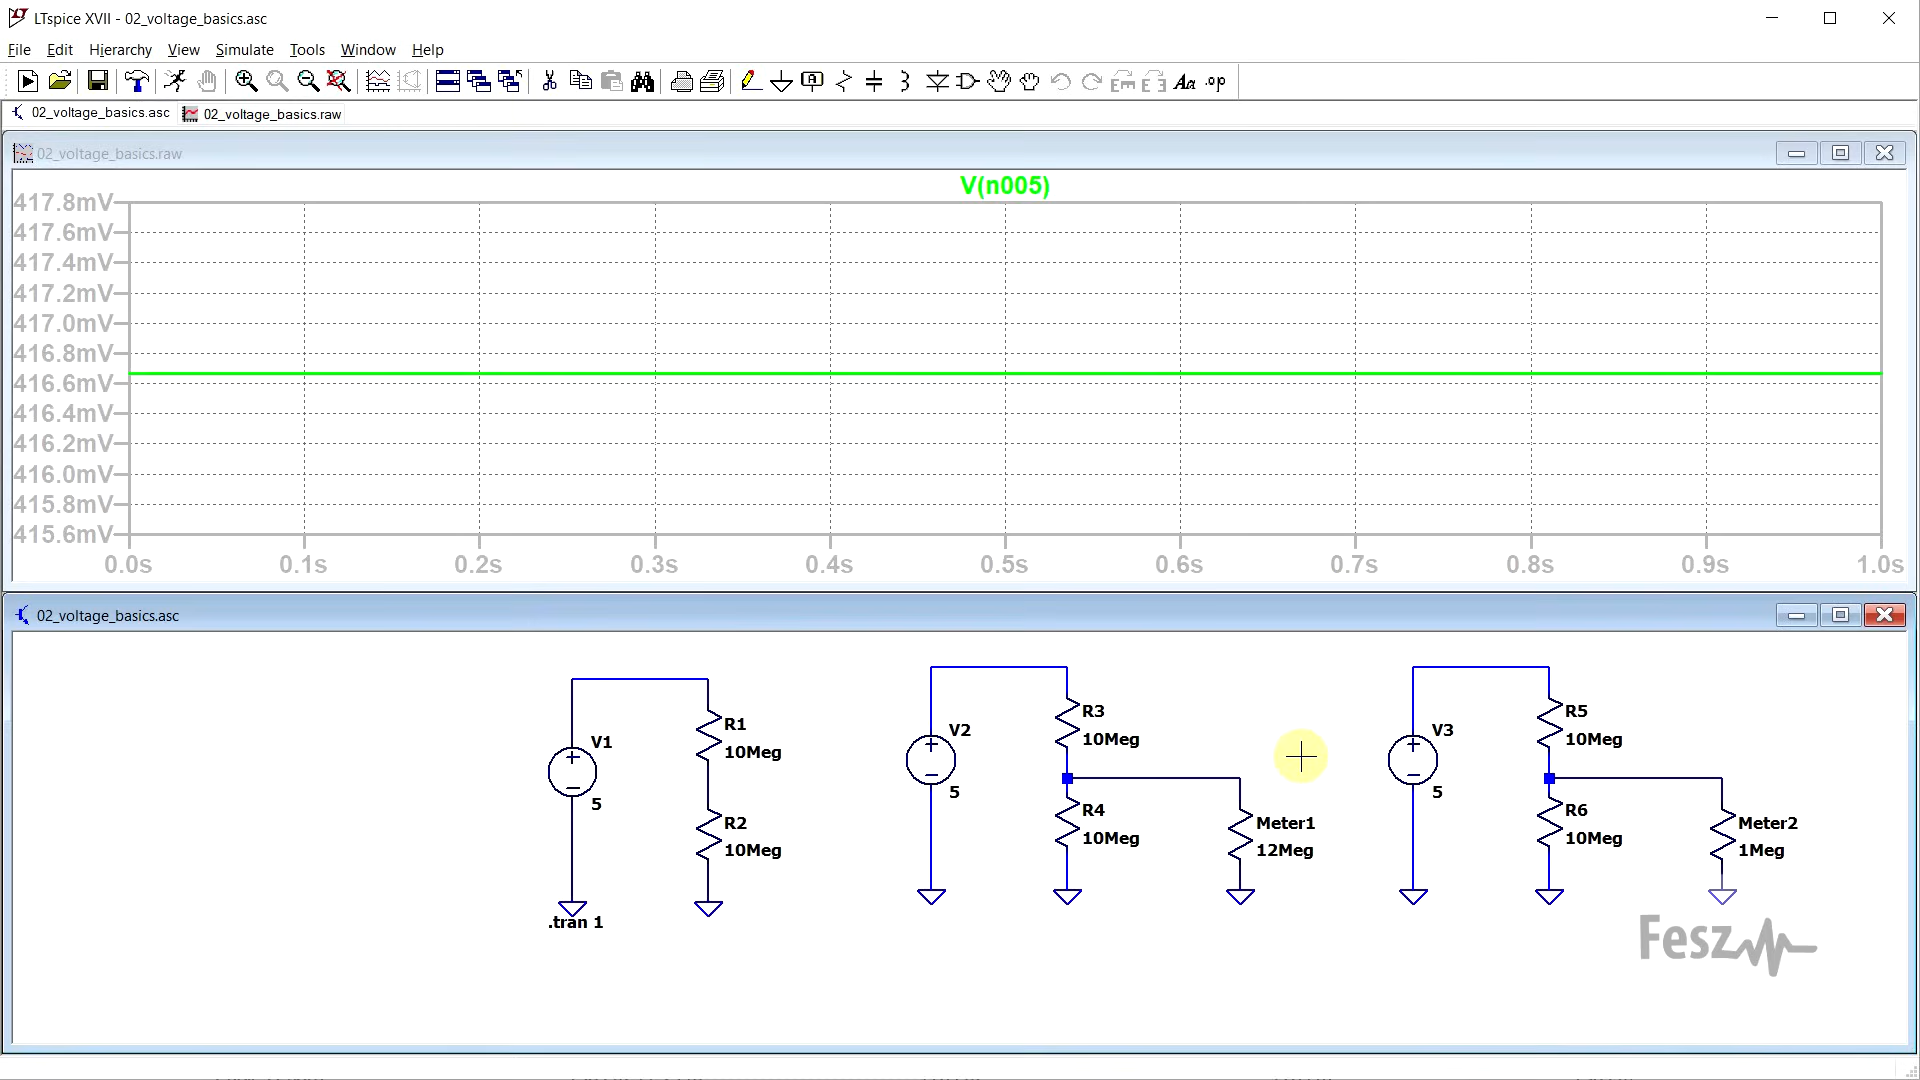 LTspice XVII - 02_voltage_basics.asc
File Edit Hierarchy View Simulate Tools Window Help
02_voltage_basics.asc 02_voltage_basics.raw
02_voltage_basics.raw
V(n005)
417.8mV
417.6mV
417.4mV
417.2mV
417.0mV
416.8mV
416.6mV
416.4mV
416.2mV
416.0mV
415.8mV
415.6mV
0.0s 0.1s 0.2s 0.3s 0.4s 0.5s 0.6s 0.7s 0.8s 0.9s 1.0s
02_voltage_basics.asc
V1
5
R1
10Meg
R2
10Meg
.tran 1
V2
5
R3
10Meg
R4
10Meg
Meter1
12Meg
V3
5
R5
10Meg
R6
10Meg
Meter2
1Meg
Fesz